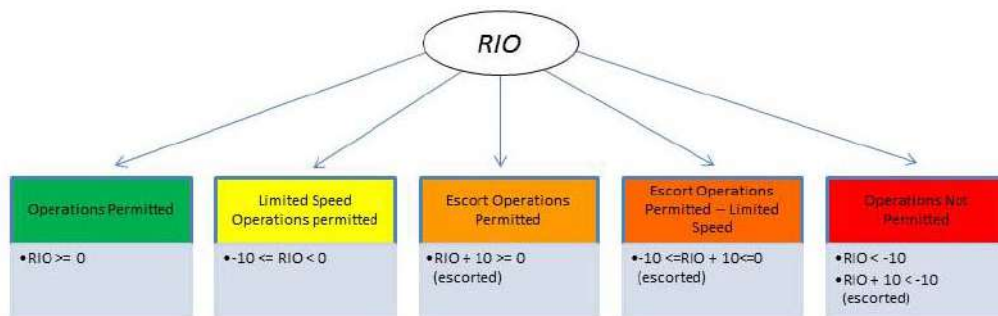 RIO
Operations Permitted
•RIO >= 0
Limited Speed
Operations permitted
•-10 <= RIO < 0
Escort Operations
Permitted
•RIO + 10 >= 0
(escorted)
Escort Operations
Permitted – Limited
Speed
•-10 <=RIO + 10<=0
(escorted)
Operations Not
Permitted
•RIO < -10
•RIO + 10 < -10
(escorted)